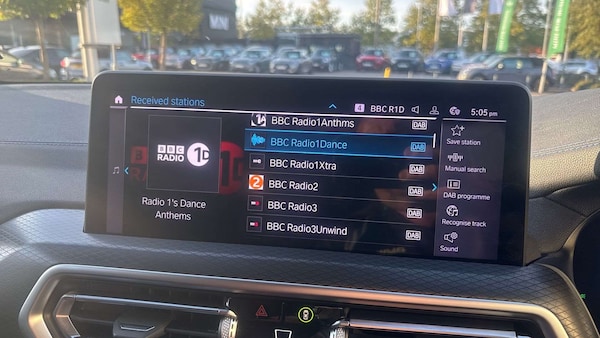 MINI
Received stations
4
BBC R1D
5:05 pm
BBC
RADIO
1D
Radio 1's Dance
Anthems
BBC Radio1Anthms
DAB
BBC Radio1Dance
DAB
BBC Radio1Xtra
DAB
2
BBC Radio2
DAB
BBC Radio3
DAB
BBC Radio3Unwind
DAB
Save station
Manual search
DAB programme
Recognise track
Sound